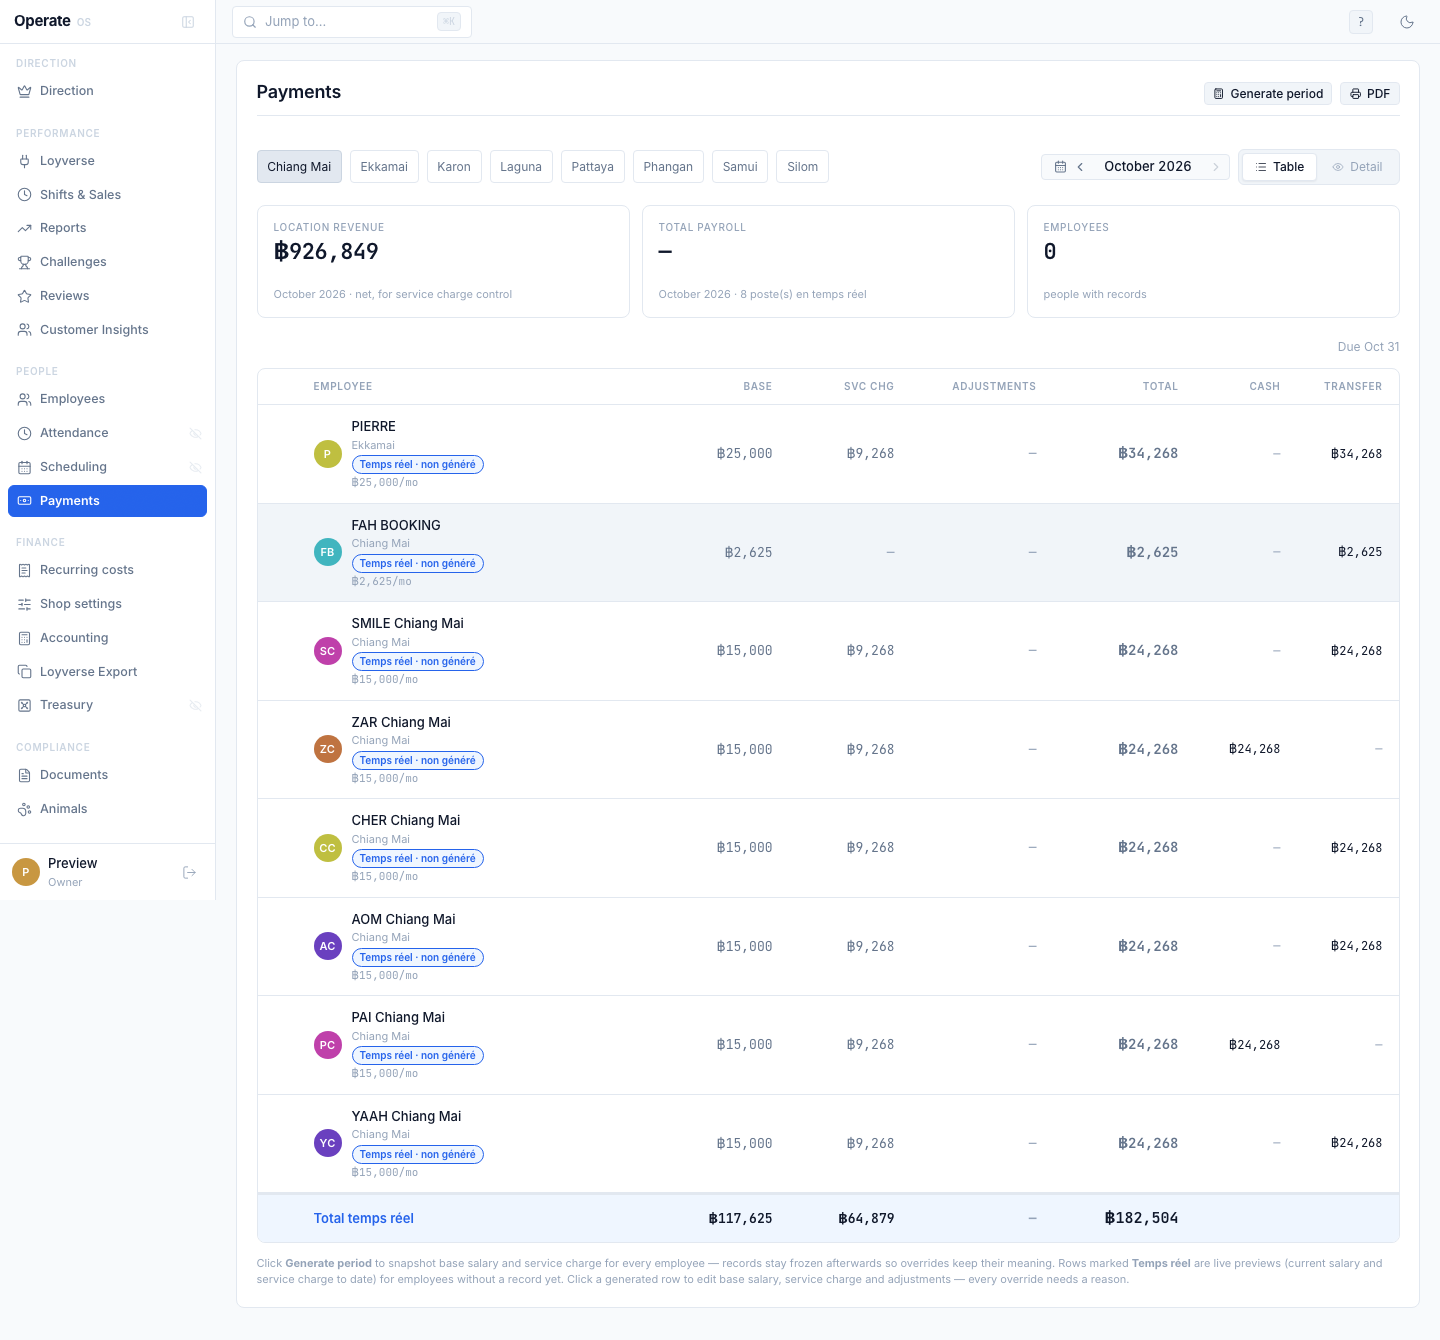 Operate OS
Jump to...
⌘K
?
DIRECTION
Direction
PERFORMANCE
Loyverse
Shifts & Sales
Reports
Challenges
Reviews
Customer Insights
PEOPLE
Employees
Attendance
Scheduling
Payments
FINANCE
Recurring costs
Shop settings
Accounting
Loyverse Export
Treasury
COMPLIANCE
Documents
Animals
P
Preview
Owner
Payments
Generate period
PDF
Chiang Mai
Ekkamai
Karon
Laguna
Pattaya
Phangan
Samui
Silom
October 2026
Table
Detail
LOCATION REVENUE
฿926,849
October 2026 · net, for service charge control
TOTAL PAYROLL
—
October 2026 · 8 poste(s) en temps réel
EMPLOYEES
0
people with records
Due Oct 31
EMPLOYEE BASE SVC CHG ADJUSTMENTS TOTAL CASH TRANSFER
PIERRE
Ekkamai
P Temps réel · non généré ฿25,000 ฿9,268 — ฿34,268 — ฿34,268
฿25,000/mo
FAH BOOKING
Chiang Mai
FB Temps réel · non généré ฿2,625 — — ฿2,625 — ฿2,625
฿2,625/mo
SMILE Chiang Mai
Chiang Mai
SC Temps réel · non généré ฿15,000 ฿9,268 — ฿24,268 — ฿24,268
฿15,000/mo
ZAR Chiang Mai
Chiang Mai
ZC Temps réel · non généré ฿15,000 ฿9,268 — ฿24,268 ฿24,268 —
฿15,000/mo
CHER Chiang Mai
Chiang Mai
CC Temps réel · non généré ฿15,000 ฿9,268 — ฿24,268 — ฿24,268
฿15,000/mo
AOM Chiang Mai
Chiang Mai
AC Temps réel · non généré ฿15,000 ฿9,268 — ฿24,268 — ฿24,268
฿15,000/mo
PAI Chiang Mai
Chiang Mai
PC Temps réel · non généré ฿15,000 ฿9,268 — ฿24,268 ฿24,268 —
฿15,000/mo
YAAH Chiang Mai
Chiang Mai
YC Temps réel · non généré ฿15,000 ฿9,268 — ฿24,268 — ฿24,268
฿15,000/mo
Total temps réel ฿117,625 ฿64,879 — ฿182,504
Click Generate period to snapshot base salary and service charge for every employee — records stay frozen afterwards so overrides keep their meaning. Rows marked Temps réel are live previews (current salary and
service charge to date) for employees without a record yet. Click a generated row to edit base salary, service charge and adjustments — every override needs a reason.